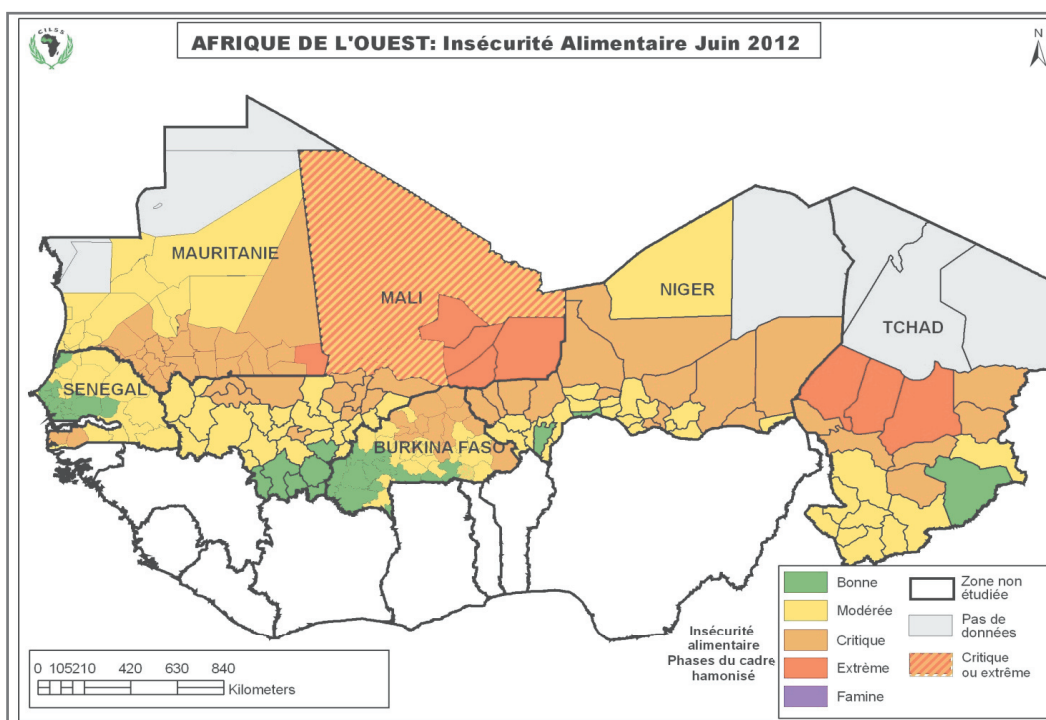 CILSS
AFRIQUE DE L'OUEST: Insécurité Alimentaire Juin 2012
N
MAURITANIE
MALI
NIGER
TCHAD
SENEGAL
BURKINA FASO
Insécurité
alimentaire
Phases du cadre
hamonisé
Bonne
Modérée
Critique
Extrême
Famine
Zone non
étudiée
Pas de
données
Critique
ou extrême
0 105210 420 630 840
Kilometers